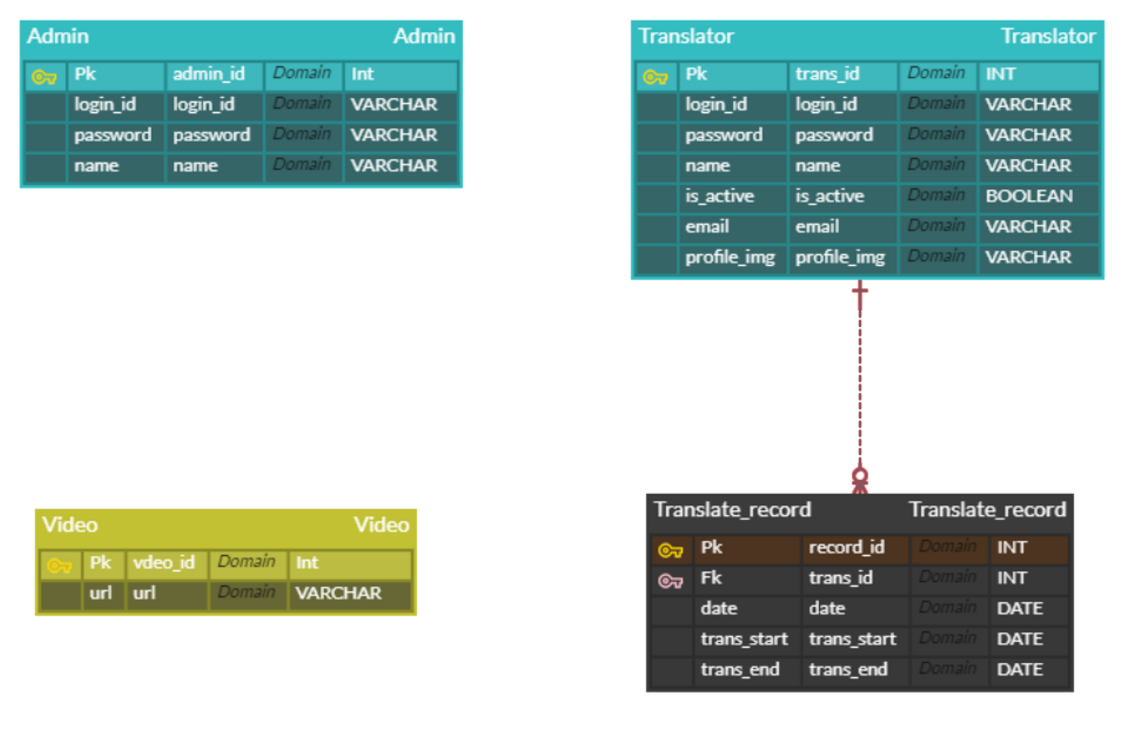 Admin Admin
Pk admin_id Domain Int
login_id login_id Domain VARCHAR
password password Domain VARCHAR
name name Domain VARCHAR
Translator Translator
Pk trans_id Domain INT
login_id login_id Domain VARCHAR
password password Domain VARCHAR
name name Domain VARCHAR
is_active is_active Domain BOOLEAN
email email Domain VARCHAR
profile_img profile_img Domain VARCHAR
Video Video
Pk vdeo_id Domain Int
url url Domain VARCHAR
Translate_record Translate_record
Pk record_id Domain INT
Fk trans_id Domain INT
date date Domain DATE
trans_start trans_start Domain DATE
trans_end trans_end Domain DATE